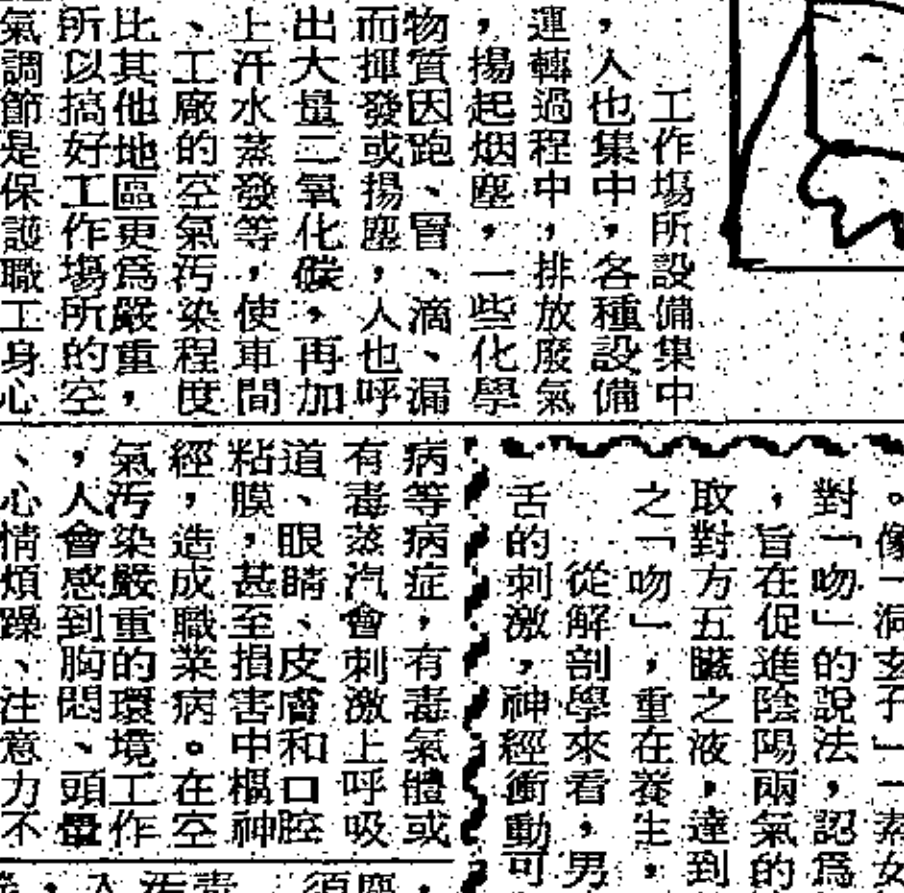 工作場所設備集中
，人也集中，各種設備
運轉過程中，排放廢氣
，揚起烟塵，一些化學
物質因跑、冒、滴、漏
而揮發或揚塵，人也呼
出大量二氧化碳，再加
上汗水蒸發等，使車間
、工廠的空氣污染程度
比其他地區更爲嚴重，
所以搞好工作場所的空
氣調節是保護職工身心
。像「洞玄子」「素女
對「吻」的說法，認爲
，旨在促進陰陽兩氣的
取對方五臟之液，達到
之「吻」，重在養生，
從解剖學來看，男
舌的刺激，神經衝動可
病等病症，有毒氣體或
有毒蒸汽會刺激上呼吸
道、眼睛、皮膚和口腔
粘膜，甚至損害中樞神
經，造成職業病。在空
氣污染嚴重的環境工作
，人會感到胸悶、頭暈
、心情煩躁、注意力不